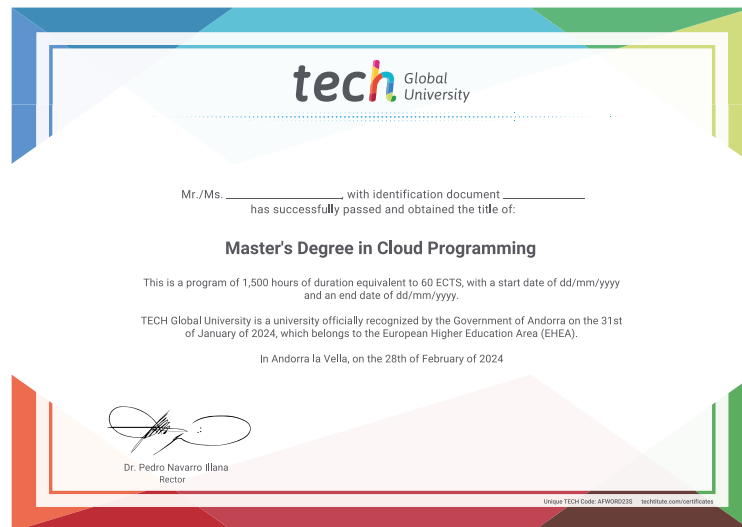 tech Global
University
Mr./Ms. ____________________, with identification document ______________
has successfully passed and obtained the title of:
Master's Degree in Cloud Programming
This is a program of 1,500 hours of duration equivalent to 60 ECTS, with a start date of dd/mm/yyyy
and an end date of dd/mm/yyyy.
TECH Global University is a university officially recognized by the Government of Andorra on the 31st
of January of 2024, which belongs to the European Higher Education Area (EHEA).
In Andorra la Vella, on the 28th of February of 2024
Dr. Pedro Navarro Illana
Rector
Unique TECH Code: AFWORD23S techtitute.com/certificates